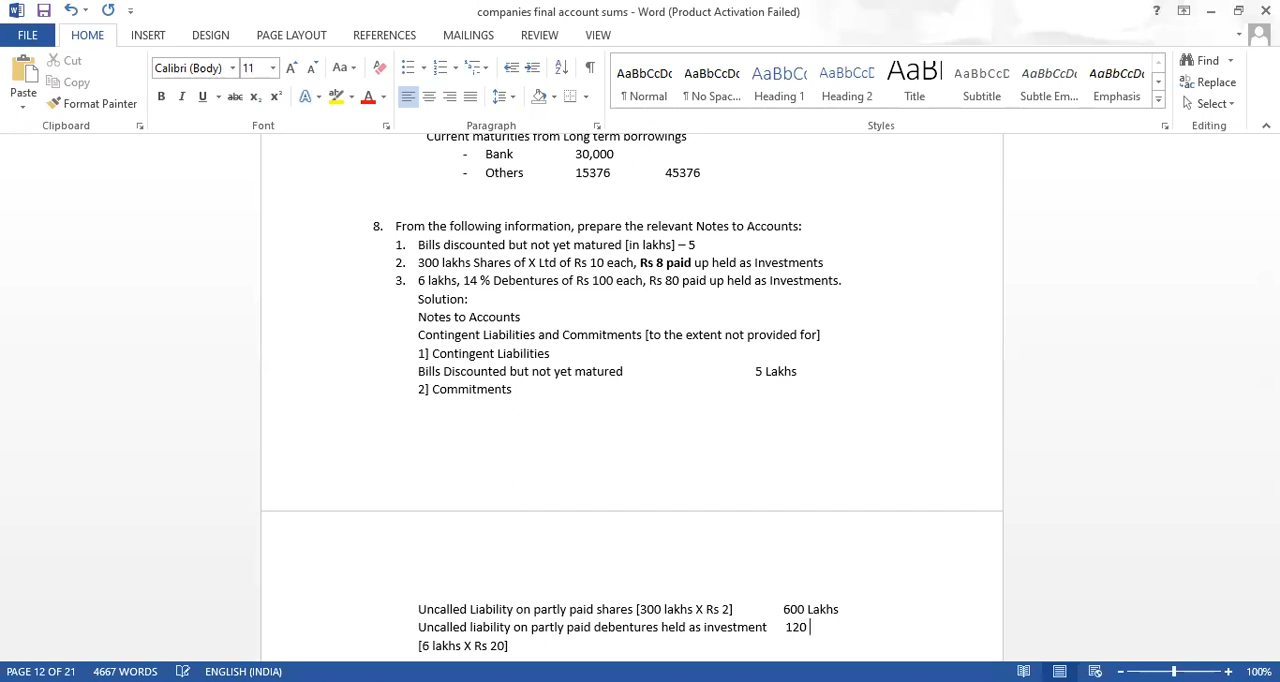 companies final account sums - Word (Product Activation Failed)
FILE HOME INSERT DESIGN PAGE LAYOUT REFERENCES MAILINGS REVIEW VIEW
Paste Cut Copy Format Painter
Calibri (Body) 11
AaBbCcDc AaBbCcDc AaBbCc AaBbCcD AaBl AaBbCcD AaBbCcDc AaBbCcDc
¶ Normal ¶ No Spac... Heading 1 Heading 2 Title Subtitle Subtle Em... Emphasis
Find Replace Select
Clipboard Font Paragraph Styles Editing
Current maturities from Long term borrowings
- Bank 30,000
- Others 15376 45376
8. From the following information, prepare the relevant Notes to Accounts:
1. Bills discounted but not yet matured [in lakhs] – 5
2. 300 lakhs Shares of X Ltd of Rs 10 each, Rs 8 paid up held as Investments
3. 6 lakhs, 14 % Debentures of Rs 100 each, Rs 80 paid up held as Investments.
Solution:
Notes to Accounts
Contingent Liabilities and Commitments [to the extent not provided for]
1] Contingent Liabilities
Bills Discounted but not yet matured 5 Lakhs
2] Commitments
Uncalled Liability on partly paid shares [300 lakhs X Rs 2] 600 Lakhs
Uncalled liability on partly paid debentures held as investment 120
[6 lakhs X Rs 20]
PAGE 12 OF 21 4667 WORDS ENGLISH (INDIA) 100%